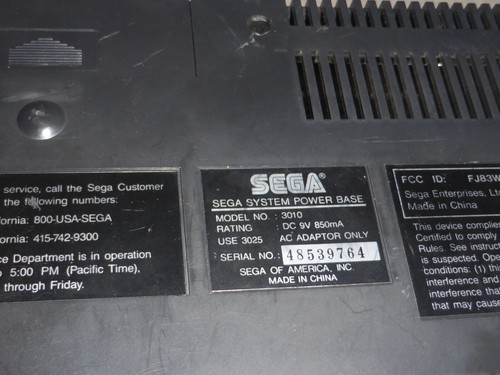 service, call the Sega Customer
the following numbers:
fornia: 800-USA-SEGA
fornia: 415-742-9300
ce Department is in operation
o 5:00 PM (Pacific Time),
through Friday.
SEGA®
SEGA SYSTEM POWER BASE
MODEL NO. : 3010
RATING : DC 9V 850mA
USE 3025 AC ADAPTOR ONLY
SERIAL NO.: 48539764
SEGA OF AMERICA, INC.
MADE IN CHINA
FCC ID: FJ83W
Sega Enterprises, Ltd
Made in China
This device complies
Certified to comply
Rules. See instruc
is suspected. Ope
conditions: (1) th
interference and
interference tha
that may cause